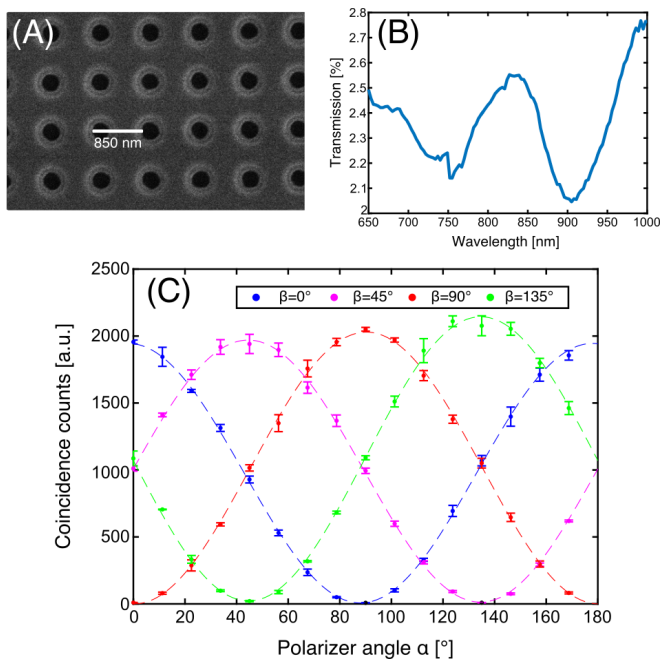 (A)
850 nm
(B)
Transmission [%]
2.8
2.7
2.6
2.5
2.4
2.3
2.2
2.1
2
650 700 750 800 850 900 950 1000
Wavelength [nm]
(C)
β=0° β=45° β=90° β=135°
Coincidence counts [a.u.]
2500
2000
1500
1000
500
0
0 20 40 60 80 100 120 140 160 180
Polarizer angle α [°]